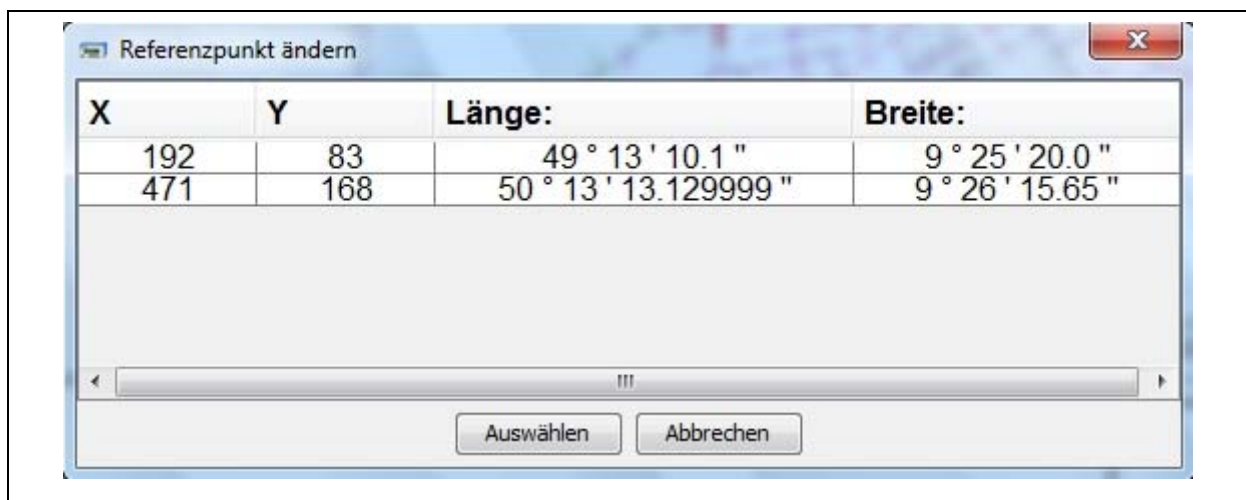 Referenzpunkt ändern
X Y Länge: Breite:
192 83 49 ° 13 ' 10.1 " 9 ° 25 ' 20.0 "
471 168 50 ° 13 ' 13.129999 " 9 ° 26 ' 15.65 "
Auswählen Abbrechen